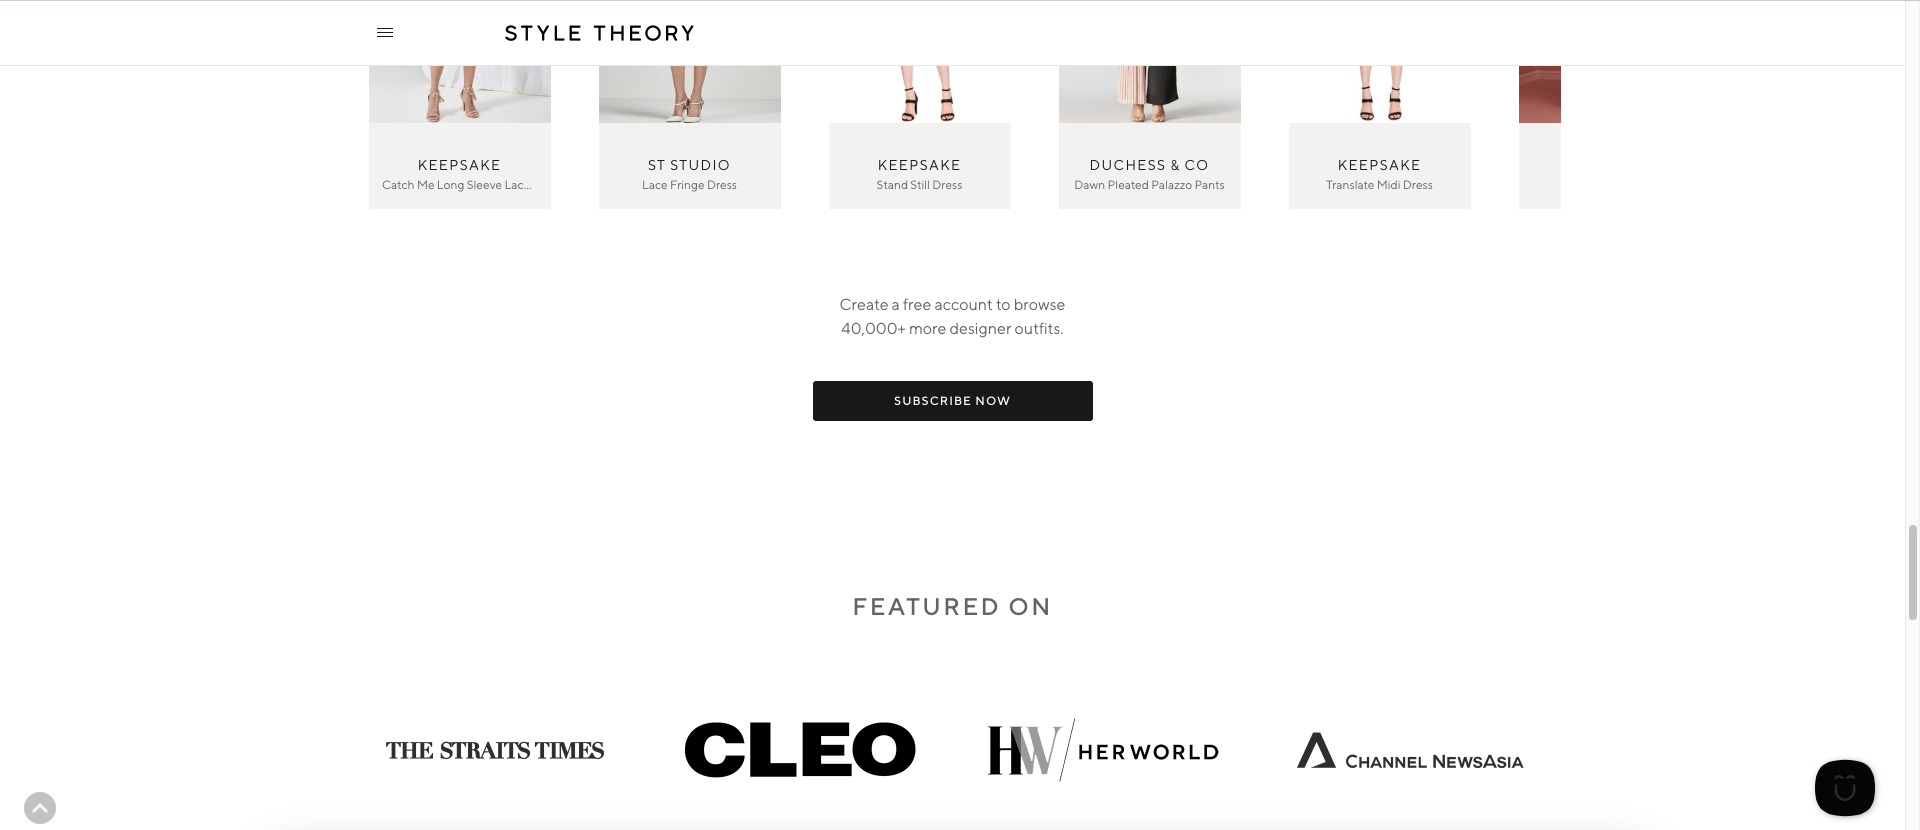 STYLE THEORY
KEEPSAKE
Catch Me Long Sleeve Lac...
ST STUDIO
Lace Fringe Dress
KEEPSAKE
Stand Still Dress
DUCHESS & CO
Dawn Pleated Palazzo Pants
KEEPSAKE
Translate Midi Dress
Create a free account to browse
40,000+ more designer outfits.
SUBSCRIBE NOW
FEATURED ON
THE STRAITS TIMES
CLEO
HW/HERWORLD
CHANNEL NEWSASIA